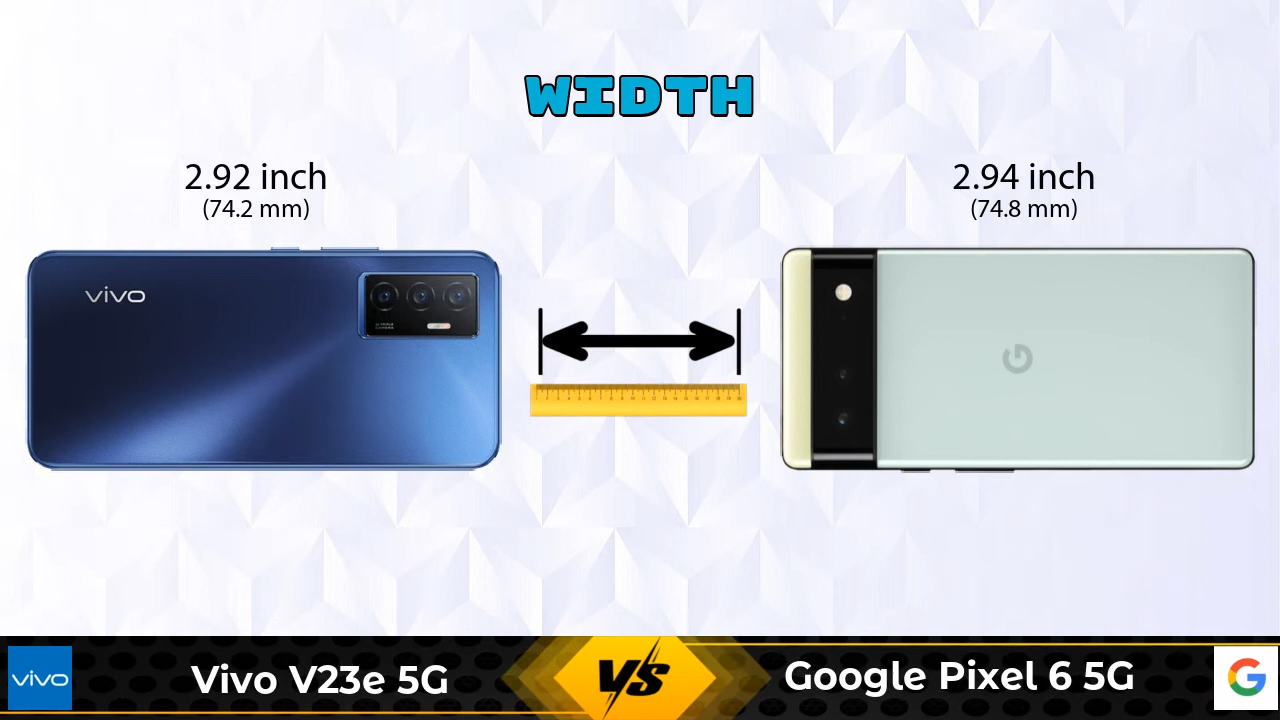 WIDTH
2.92 inch
(74.2 mm)
2.94 inch
(74.8 mm)
vivo
G
vivo
Vivo V23e 5G
VS
Google Pixel 6 5G
G